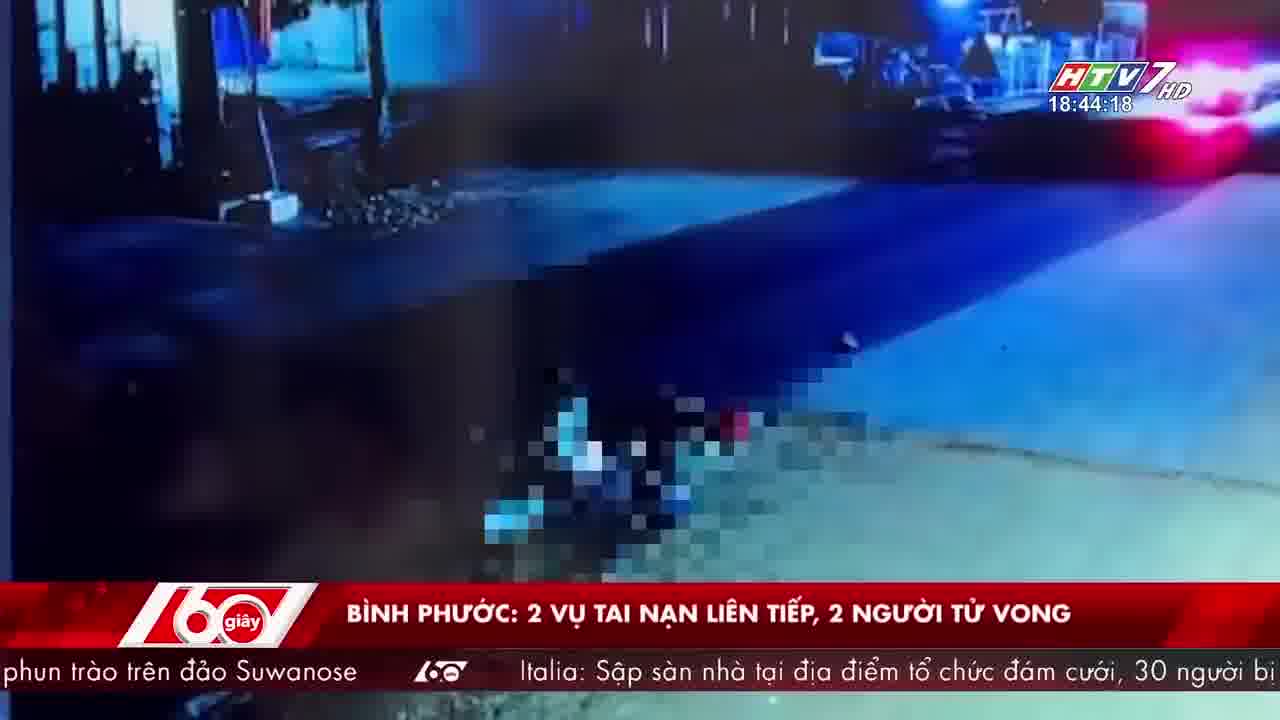 HTV7 HD
18:44:18
60 giây
BÌNH PHƯỚC: 2 VỤ TAI NẠN LIÊN TIẾP, 2 NGƯỜI TỬ VONG
phun trào trên đảo Suwanose
60
Italia: Sập sàn nhà tại địa điểm tổ chức đám cưới, 30 người bị